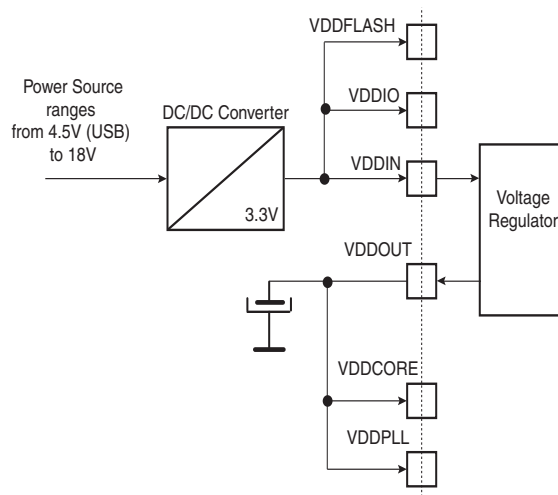 VDDFLASH
Power Source
ranges
from 4.5V (USB)
to 18V
DC/DC Converter
VDDIO
VDDIN
3.3V
Voltage
Regulator
VDDOUT
VDDCORE
VDDPLL